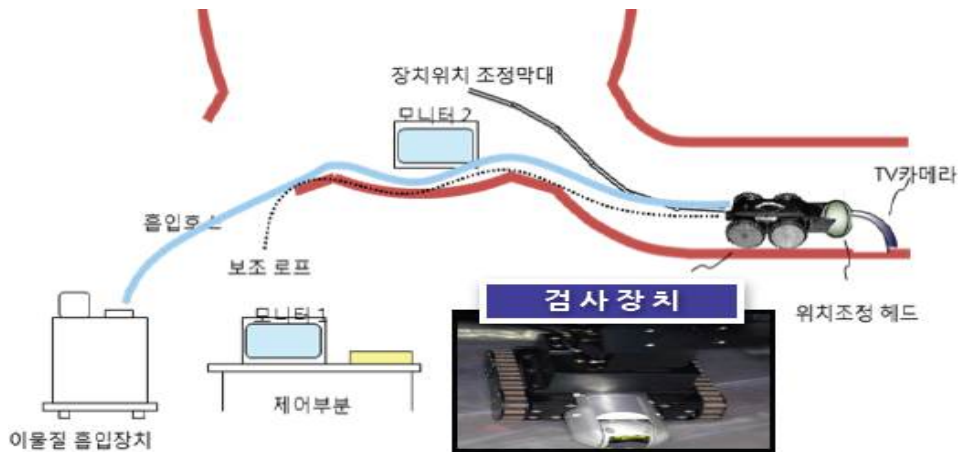 장치위치 조정막대
모니터 2
TV카메라
흡입호스
보조 로프
검 사 장 치
위치조정 헤드
모니터 1
제어부분
이물질 흡입장치